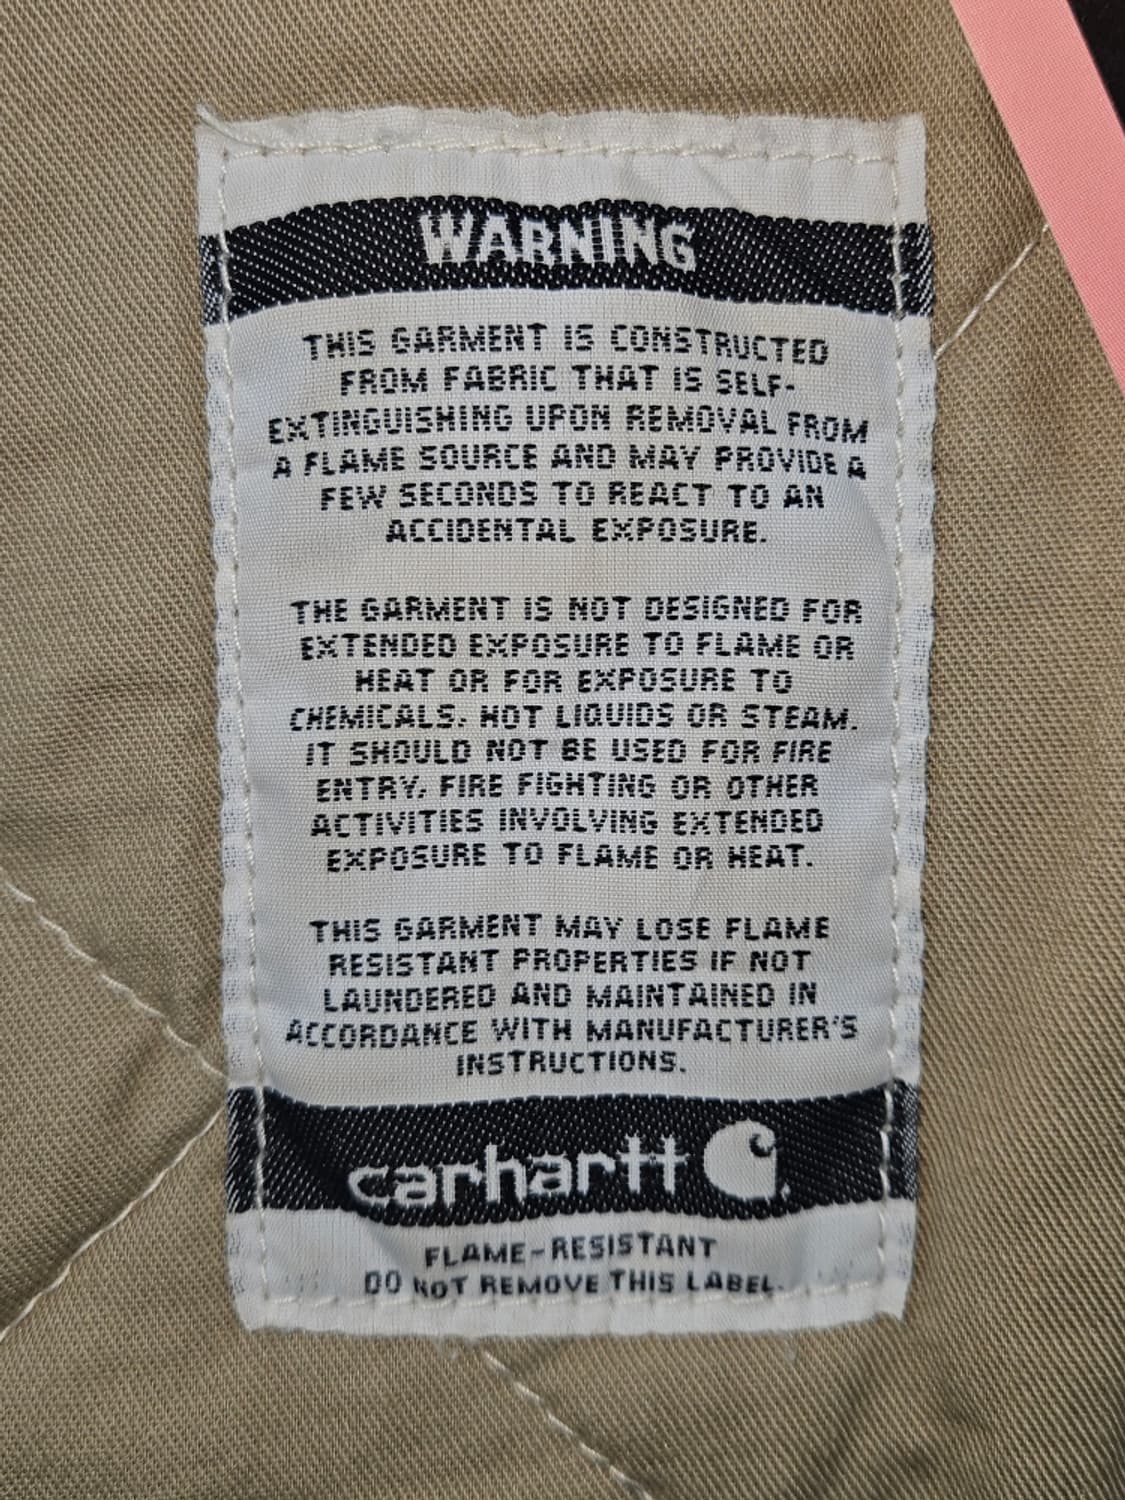 WARNING
THIS GARMENT IS CONSTRUCTED
FROM FABRIC THAT IS SELF-
EXTINGUISHING UPON REMOVAL FROM
A FLAME SOURCE AND MAY PROVIDE A
FEW SECONDS TO REACT TO AN
ACCIDENTAL EXPOSURE.
THE GARMENT IS NOT DESIGNED FOR
EXTENDED EXPOSURE TO FLAME OR
HEAT OR FOR EXPOSURE TO
CHEMICALS, HOT LIQUIDS OR STEAM.
IT SHOULD NOT BE USED FOR FIRE
ENTRY, FIRE FIGHTING OR OTHER
ACTIVITIES INVOLVING EXTENDED
EXPOSURE TO FLAME OR HEAT.
THIS GARMENT MAY LOSE FLAME
RESISTANT PROPERTIES IF NOT
LAUNDERED AND MAINTAINED IN
ACCORDANCE WITH MANUFACTURER'S
INSTRUCTIONS.
carhartt
FLAME-RESISTANT
DO NOT REMOVE THIS LABEL.